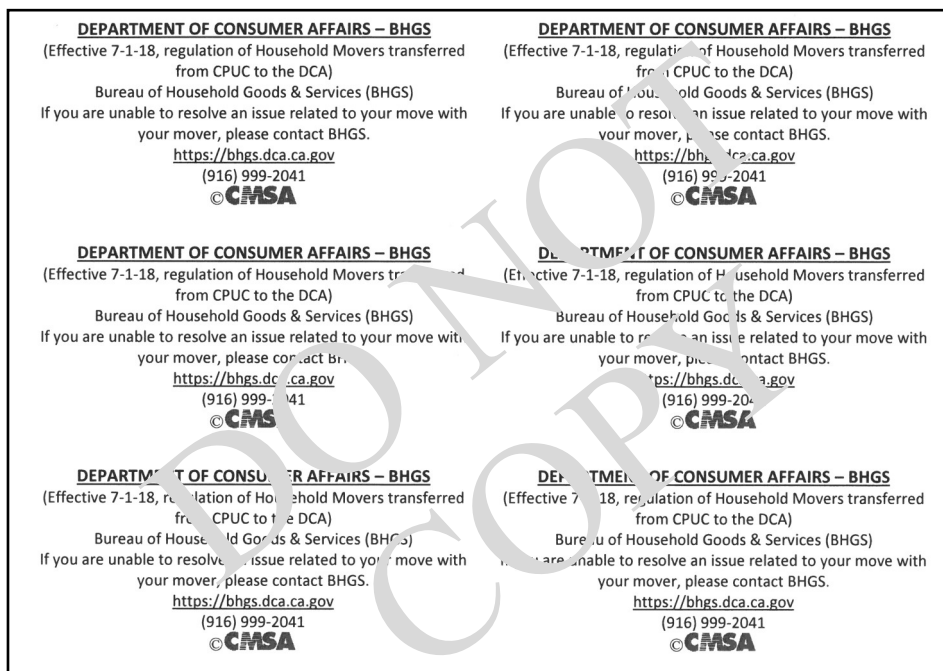 DEPARTMENT OF CONSUMER AFFAIRS – BHGS
(Effective 7-1-18, regulation of Household Movers transferred
from CPUC to the DCA)
Bureau of Household Goods & Services (BHGS)
If you are unable to resolve an issue related to your move with
your mover, please contact BHGS.
https://bhgs.dca.ca.gov
(916) 999-2041
©CMSA
DEPARTMENT OF CONSUMER AFFAIRS – BHGS
(Effective 7-1-18, regulation of Household Movers transferred
from CPUC to the DCA)
Bureau of Household Goods & Services (BHGS)
If you are unable to resolve an issue related to your move with
your mover, please contact BHGS.
https://bhgs.dca.ca.gov
(916) 999-2041
©CMSA
DEPARTMENT OF CONSUMER AFFAIRS – BHGS
(Effective 7-1-18, regulation of Household Movers transferred
from CPUC to the DCA)
Bureau of Household Goods & Services (BHGS)
If you are unable to resolve an issue related to your move with
your mover, please contact BHGS.
https://bhgs.dca.ca.gov
(916) 999-2041
©CMSA
DEPARTMENT OF CONSUMER AFFAIRS – BHGS
(Effective 7-1-18, regulation of Household Movers transferred
from CPUC to the DCA)
Bureau of Household Goods & Services (BHGS)
If you are unable to resolve an issue related to your move with
your mover, please contact BHGS.
https://bhgs.dca.ca.gov
(916) 999-2041
©CMSA
DEPARTMENT OF CONSUMER AFFAIRS – BHGS
(Effective 7-1-18, regulation of Household Movers transferred
from CPUC to the DCA)
Bureau of Household Goods & Services (BHGS)
If you are unable to resolve an issue related to your move with
your mover, please contact BHGS.
https://bhgs.dca.ca.gov
(916) 999-2041
©CMSA
DEPARTMENT OF CONSUMER AFFAIRS – BHGS
(Effective 7-1-18, regulation of Household Movers transferred
from CPUC to the DCA)
Bureau of Household Goods & Services (BHGS)
If you are unable to resolve an issue related to your move with
your mover, please contact BHGS.
https://bhgs.dca.ca.gov
(916) 999-2041
©CMSA
DO NOT
COPY